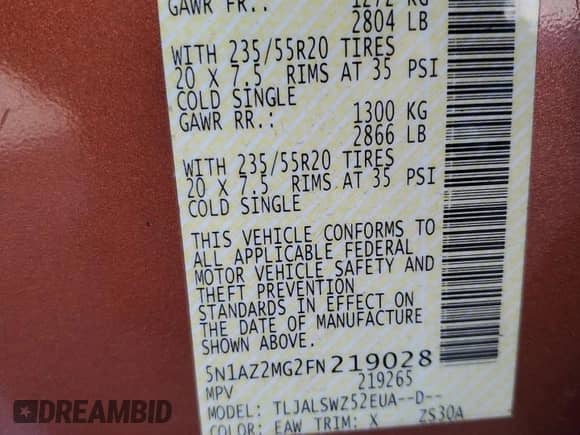 GAWR FR.: 1272 KG
2804 LB
WITH 235/55R20 TIRES
20 X 7.5 RIMS AT 35 PSI
COLD SINGLE
GAWR RR.: 1300 KG
2866 LB
WITH 235/55R20 TIRES
20 X 7.5 RIMS AT 35 PSI
COLD SINGLE
THIS VEHICLE CONFORMS TO
ALL APPLICABLE FEDERAL
MOTOR VEHICLE SAFETY AND
THEFT PREVENTION
STANDARDS IN EFFECT ON
THE DATE OF MANUFACTURE
SHOWN ABOVE.
5N1AZ2MG2FN219028
MPV 219265
MODEL: TLJALSWZ52EUA--D--
COLOR: EAW TRIM: X ZS30A
DREAMBID